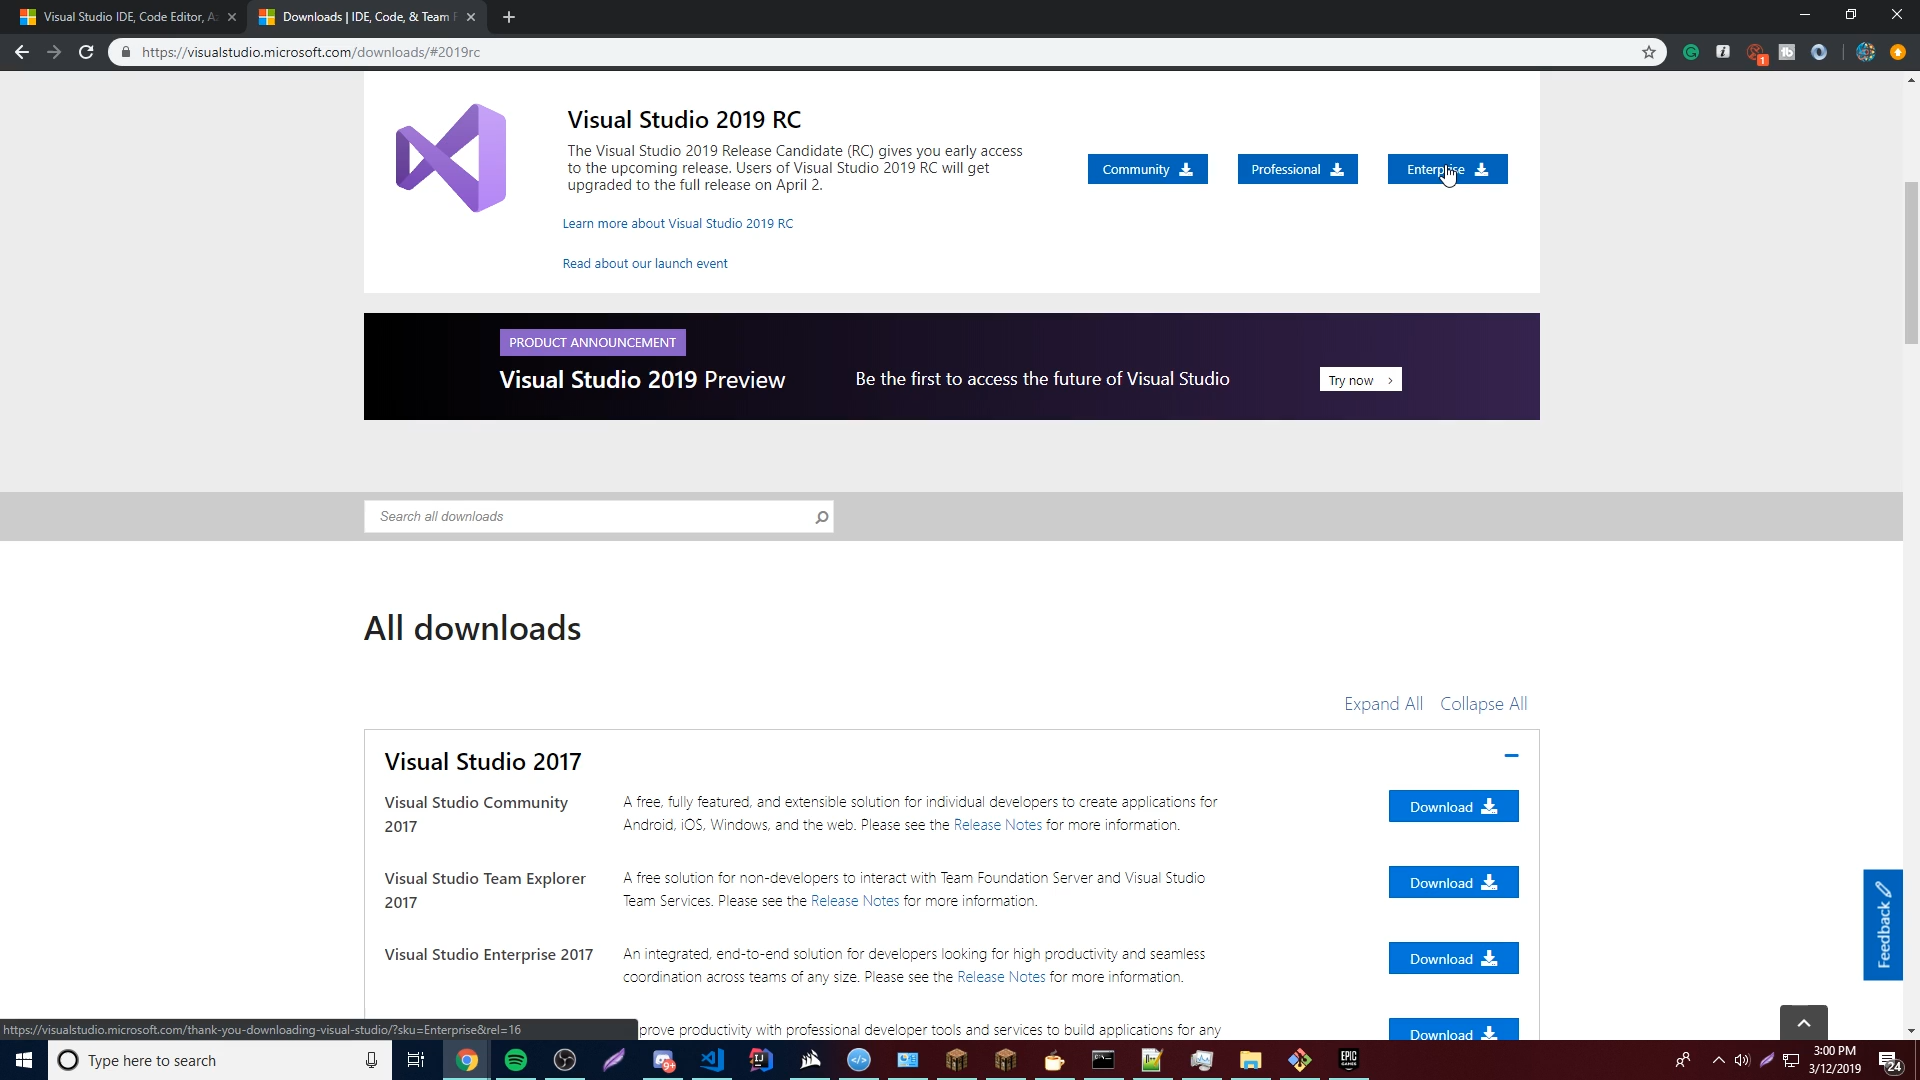 Visual Studio IDE, Code Editor, A
Downloads | IDE, Code, & Team
https://visualstudio.microsoft.com/downloads/#2019rc
1
Visual Studio 2019 RC
The Visual Studio 2019 Release Candidate (RC) gives you early access
to the upcoming release. Users of Visual Studio 2019 RC will get
upgraded to the full release on April 2.
Community
Professional
Enterprise
Learn more about Visual Studio 2019 RC
Read about our launch event
PRODUCT ANNOUNCEMENT
Visual Studio 2019 Preview
Be the first to access the future of Visual Studio
Try now
Search all downloads
All downloads
Expand All
Collapse All
Visual Studio 2017
Visual Studio Community
2017
A free, fully featured, and extensible solution for individual developers to create applications for
Android, iOS, Windows, and the web. Please see the Release Notes for more information.
Download
Visual Studio Team Explorer
2017
A free solution for non-developers to interact with Team Foundation Server and Visual Studio
Team Services. Please see the Release Notes for more information.
Download
Visual Studio Enterprise 2017
An integrated, end-to-end solution for developers looking for high productivity and seamless
coordination across teams of any size. Please see the Release Notes for more information.
Download
Feedback
prove productivity with professional developer tools and services to build applications for any
Download
https://visualstudio.microsoft.com/thank-you-downloading-visual-studio/?sku=Enterprise&rel=16
Type here to search
EPIC
GAMES
3:00 PM
3/12/2019
24